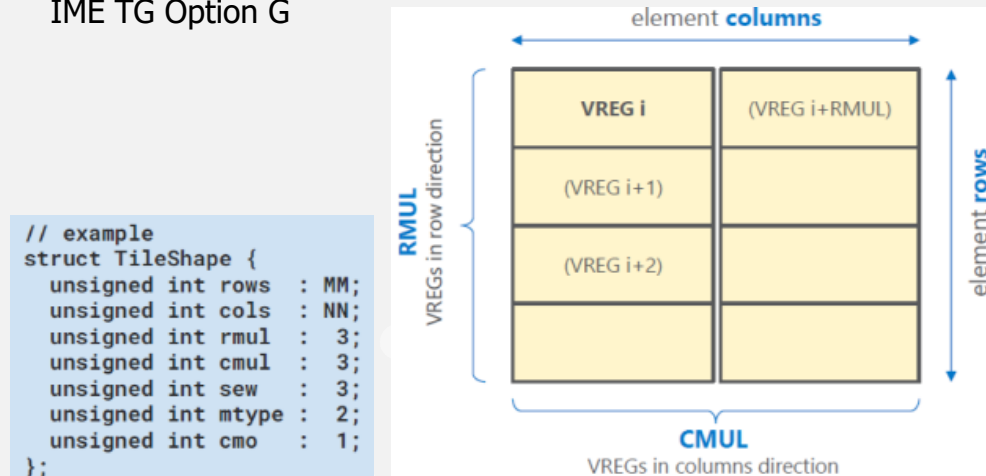 IME TG Option G
element columns
VREG i
(VREG i+RMUL)
(VREG i+1)
(VREG i+2)
RMUL
VREGs in row direction
element rows
CMUL
VREGs in columns direction
// example
struct TileShape {
  unsigned int rows  : MM;
  unsigned int cols  : NN;
  unsigned int rmul  :  3;
  unsigned int cmul  :  3;
  unsigned int sew   :  3;
  unsigned int mtype :  2;
  unsigned int cmo   :  1;
};